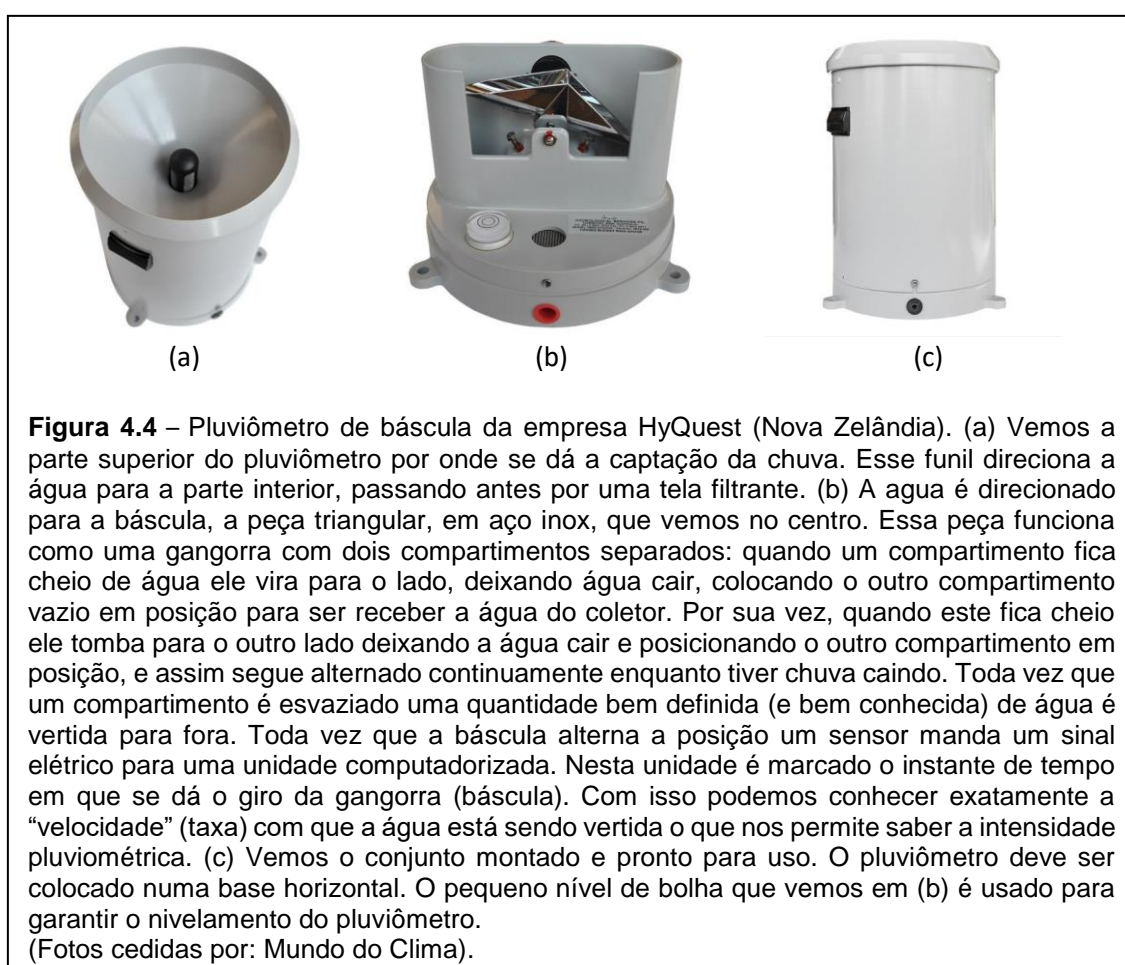 (a) (b) (c)
Figura 4.4 – Pluviômetro de báscula da empresa HyQuest (Nova Zelândia). (a) Vemos a
parte superior do pluviômetro por onde se dá a captação da chuva. Esse funil direciona a
água para a parte interior, passando antes por uma tela filtrante. (b) A agua é direcionado
para a báscula, a peça triangular, em aço inox, que vemos no centro. Essa peça funciona
como uma gangorra com dois compartimentos separados: quando um compartimento fica
cheio de água ele vira para o lado, deixando água cair, colocando o outro compartimento
vazio em posição para ser receber a água do coletor. Por sua vez, quando este fica cheio
ele tomba para o outro lado deixando a água cair e posicionando o outro compartimento em
posição, e assim segue alternado continuamente enquanto tiver chuva caindo. Toda vez que
um compartimento é esvaziado uma quantidade bem definida (e bem conhecida) de água é
vertida para fora. Toda vez que a báscula alterna a posição um sensor manda um sinal
elétrico para uma unidade computadorizada. Nesta unidade é marcado o instante de tempo
em que se dá o giro da gangorra (báscula). Com isso podemos conhecer exatamente a
“velocidade” (taxa) com que a água está sendo vertida o que nos permite saber a intensidade
pluviométrica. (c) Vemos o conjunto montado e pronto para uso. O pluviômetro deve ser
colocado numa base horizontal. O pequeno nível de bolha que vemos em (b) é usado para
garantir o nivelamento do pluviômetro.
(Fotos cedidas por: Mundo do Clima).